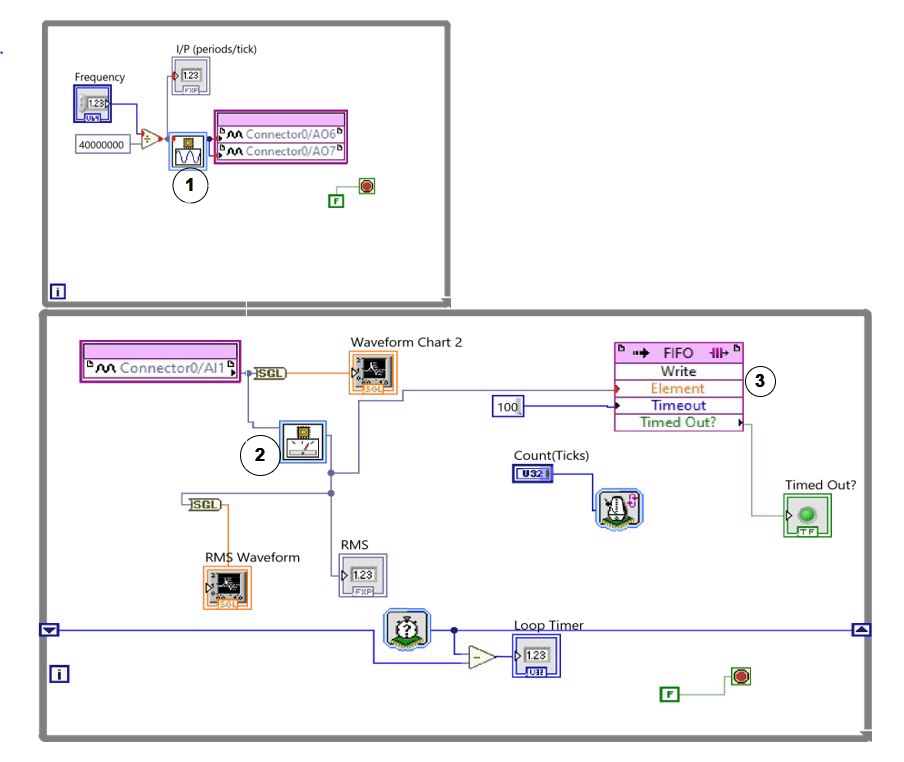 I/P (periods/tick)
1.23
FXP
Frequency
1.23
40000000
÷
Connector0/AO6
Connector0/AO7
1
F
i
Waveform Chart 2
Connector0/AI1
SGL
SGL
FIFO
Write
Element
Timeout
Timed Out?
3
100
2
Count(Ticks)
U32
Timed Out?
TF
SGL
RMS Waveform
SGL
RMS
1.23
FXP
?
Loop Timer
1.23
U32
i
F